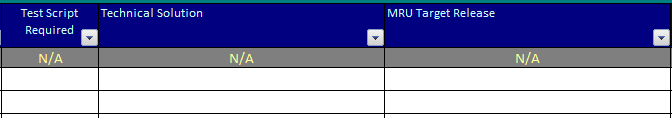 Test Script Required
Technical Solution
MRU Target Release
N/A
N/A
N/A